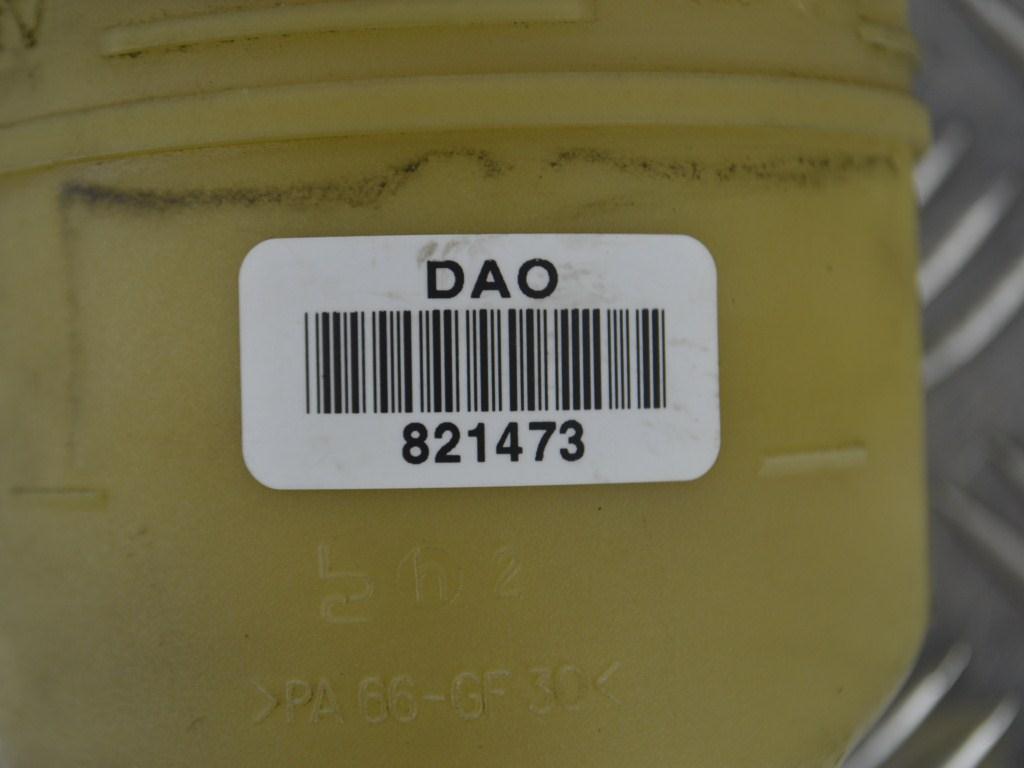 DAO
821473
>PA 66-GF 30<